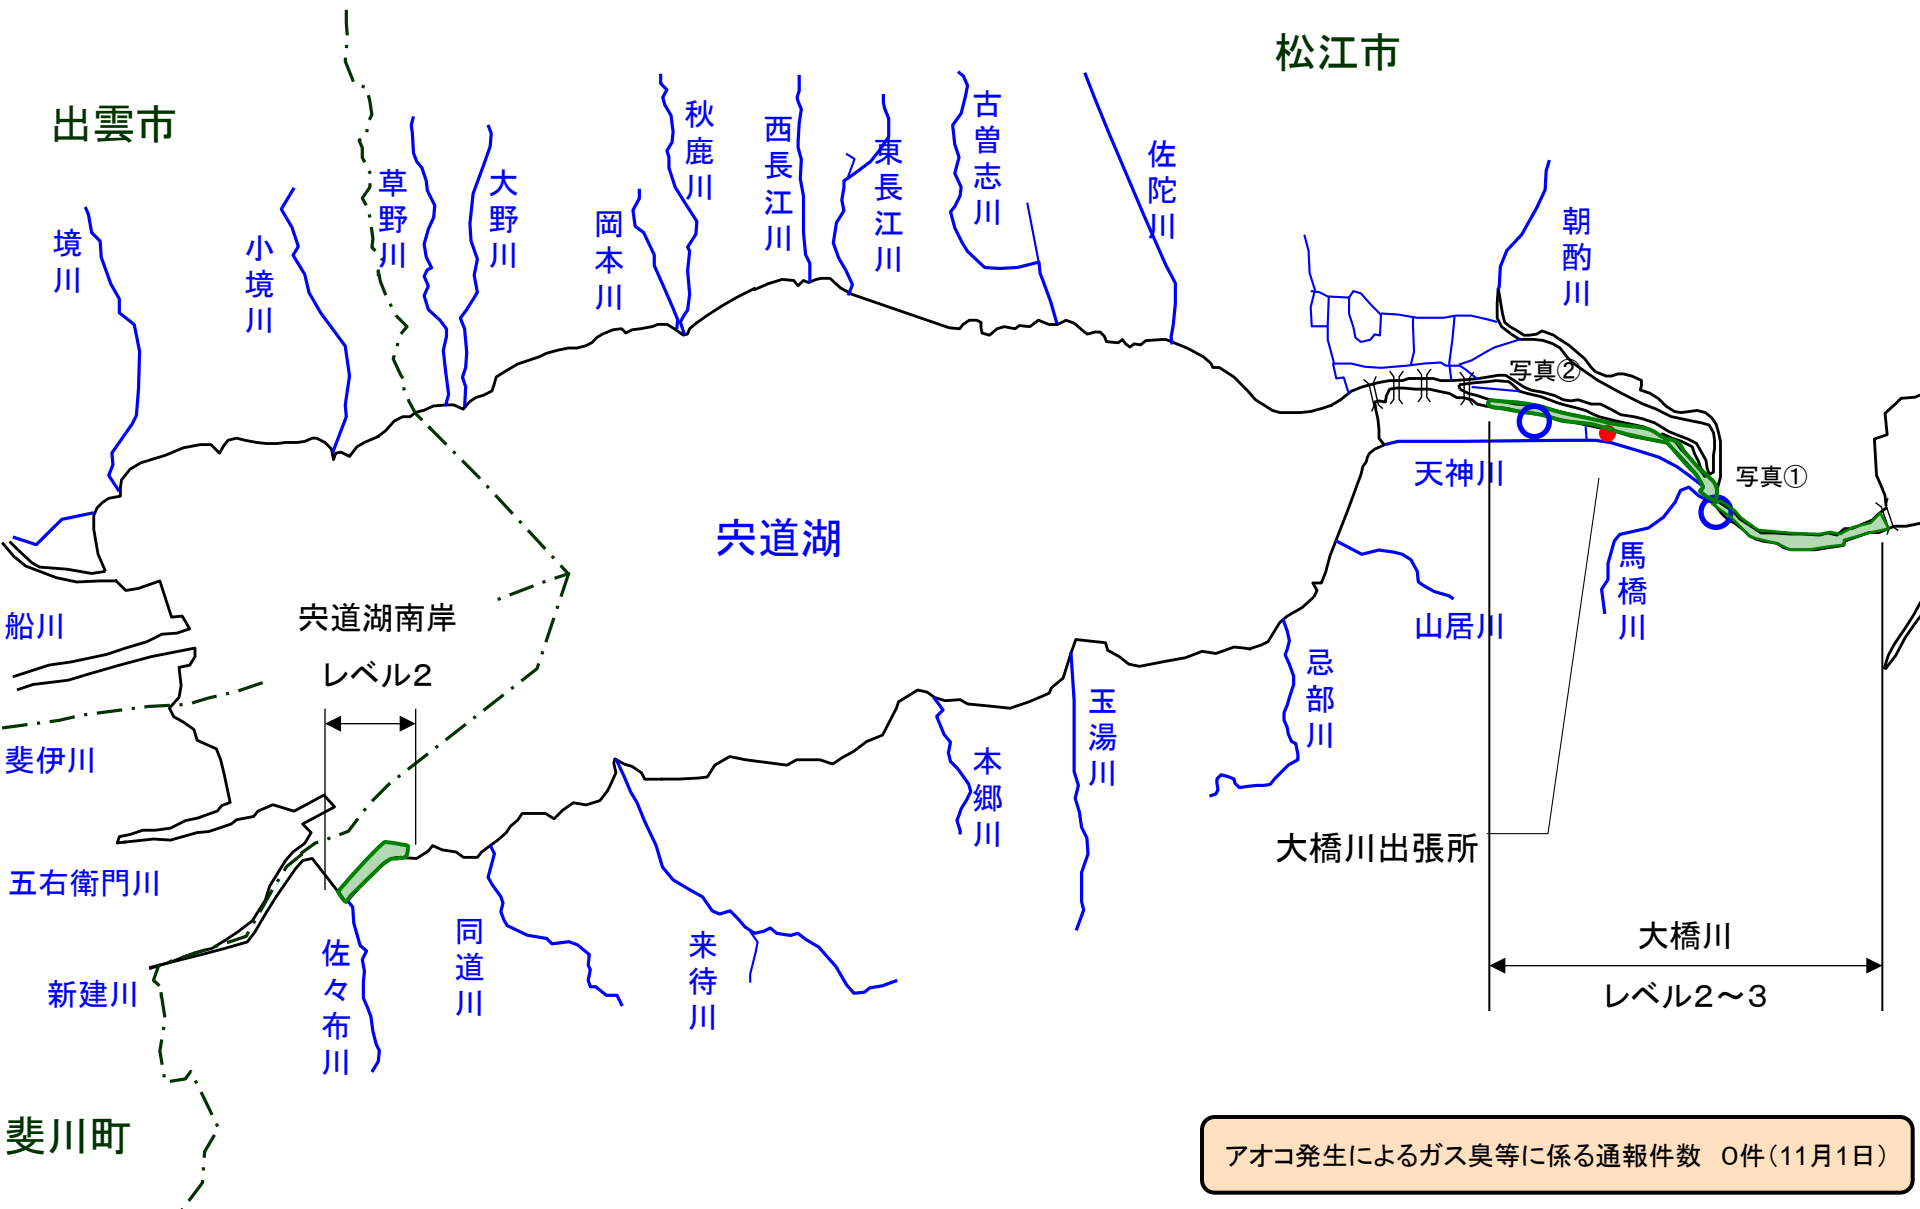 松江市
出雲市
秋鹿川
西長江川
東長江川
古曽志川
佐陀川
草野川
大野川
岡本川
朝酌川
境川
小境川
写真②
天神川
写真①
宍道湖
馬橋川
船川
宍道湖南岸
レベル2
山居川
忌部川
玉湯川
斐伊川
本郷川
大橋川出張所
五右衛門川
佐々布川
同道川
来待川
大橋川
新建川
レベル2～3
斐川町
アオコ発生によるガス臭等に係る通報件数　0件(11月1日)